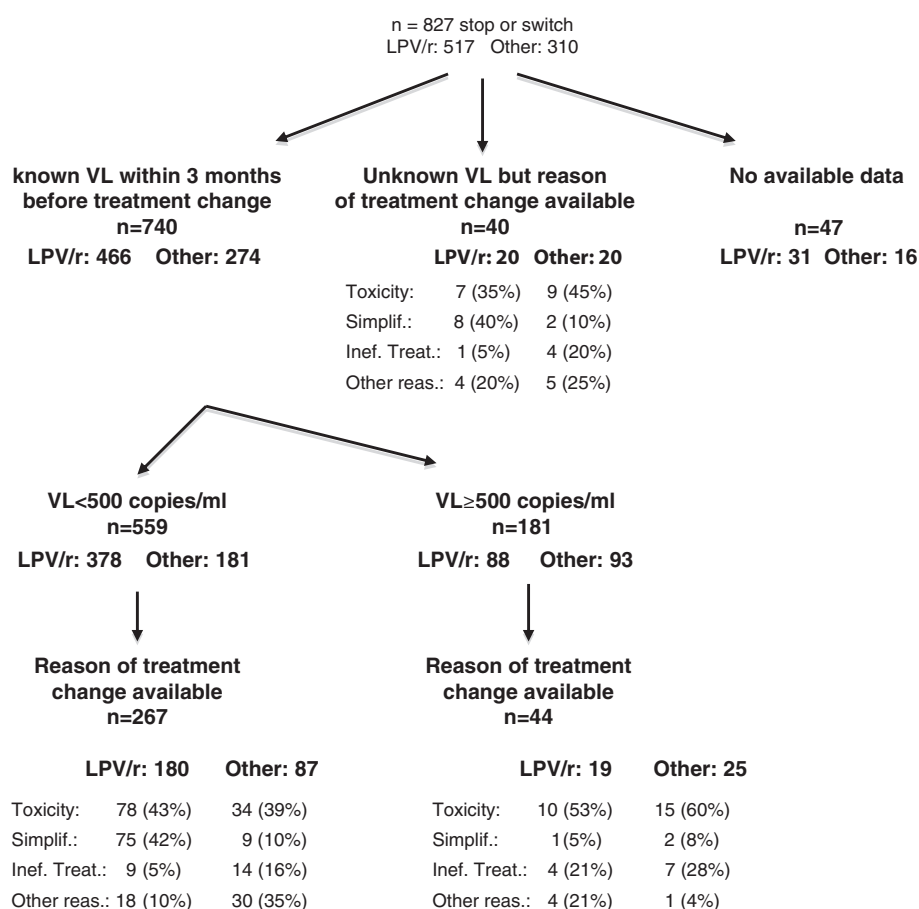 n = 827 stop or switch
LPV/r: 517 Other: 310
known VL within 3 months
before treatment change
n=740
LPV/r: 466 Other: 274
Unknown VL but reason
of treatment change available
n=40
LPV/r: 20 Other: 20
Toxicity: 7 (35%) 9 (45%)
Simplif.: 8 (40%) 2 (10%)
Inef. Treat.: 1 (5%) 4 (20%)
Other reas.: 4 (20%) 5 (25%)
No available data
n=47
LPV/r: 31 Other: 16
VL<500 copies/ml
n=559
LPV/r: 378 Other: 181
VL≥500 copies/ml
n=181
LPV/r: 88 Other: 93
Reason of treatment
change available
n=267
LPV/r: 180 Other: 87
Toxicity: 78 (43%) 34 (39%)
Simplif.: 75 (42%) 9 (10%)
Inef. Treat.: 9 (5%) 14 (16%)
Other reas.: 18 (10%) 30 (35%)
Reason of treatment
change available
n=44
LPV/r: 19 Other: 25
Toxicity: 10 (53%) 15 (60%)
Simplif.: 1(5%) 2 (8%)
Inef. Treat.: 4 (21%) 7 (28%)
Other reas.: 4 (21%) 1 (4%)